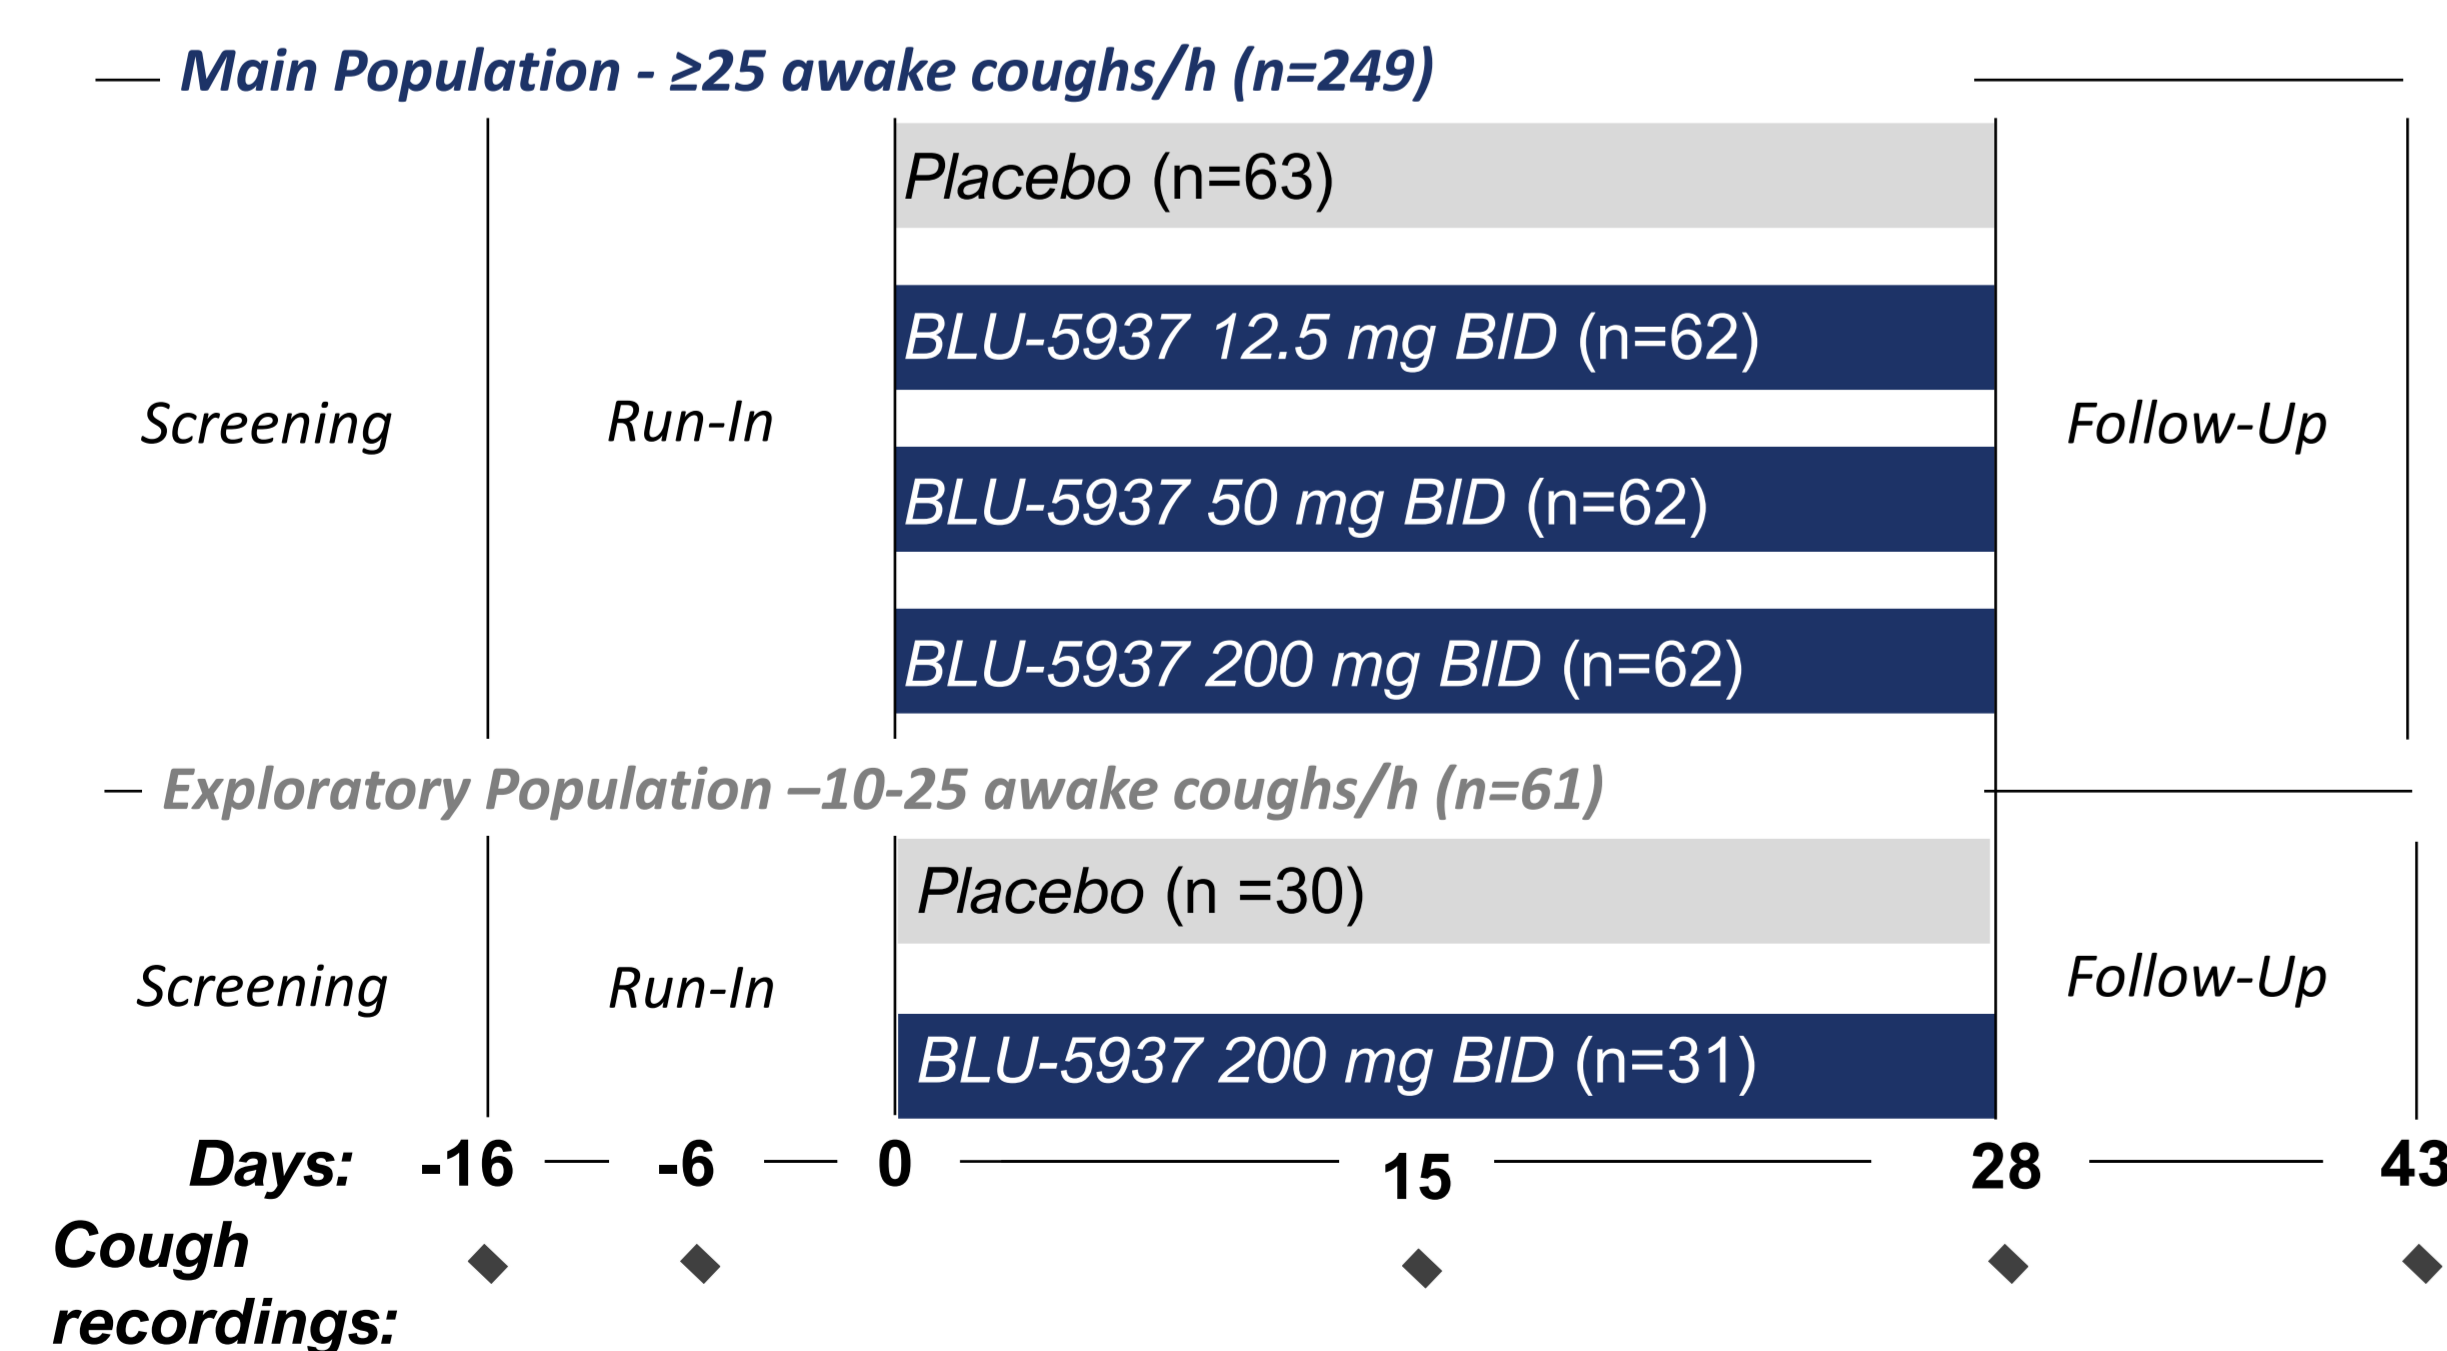 Main Population - ≥25 awake coughs/h (n=249)
Placebo (n=63)
BLU-5937 12.5 mg BID (n=62)
Screening Run-In Follow-Up
BLU-5937 50 mg BID (n=62)
BLU-5937 200 mg BID (n=62)
Exploratory Population –10-25 awake coughs/h (n=61)
Placebo (n =30)
Screening Run-In Follow-Up
BLU-5937 200 mg BID (n=31)
Days: -16 -6 0 15 28 43
Cough
recordings: